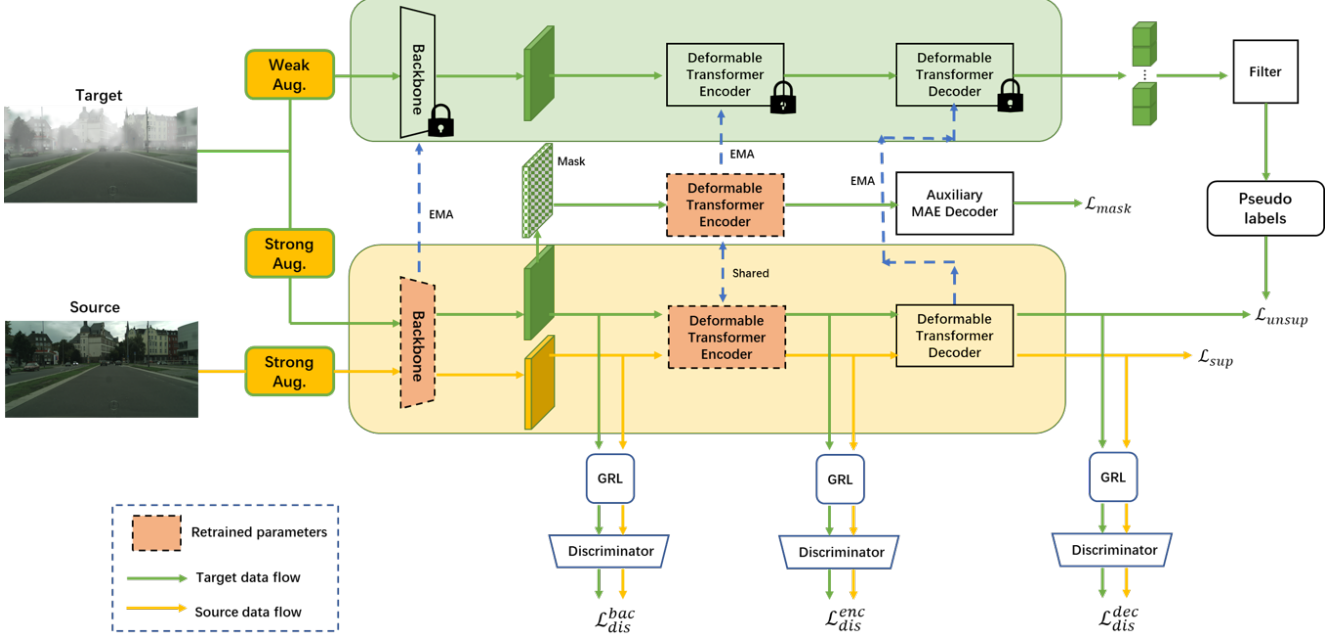 Target
Weak
Aug.
Backbone
Deformable
Transformer
Encoder
Deformable
Transformer
Decoder
Filter
Mask
EMA
EMA
EMA
Deformable
Transformer
Encoder
Auxiliary
MAE Decoder
ℒ_mask
Pseudo
labels
Strong
Aug.
Shared
Source
Strong
Aug.
Backbone
Deformable
Transformer
Encoder
Deformable
Transformer
Decoder
ℒ_unsup
ℒ_sup
GRL
GRL
GRL
Discriminator
Discriminator
Discriminator
ℒ_dis^bac
ℒ_dis^enc
ℒ_dis^dec
Retrained parameters
Target data flow
Source data flow